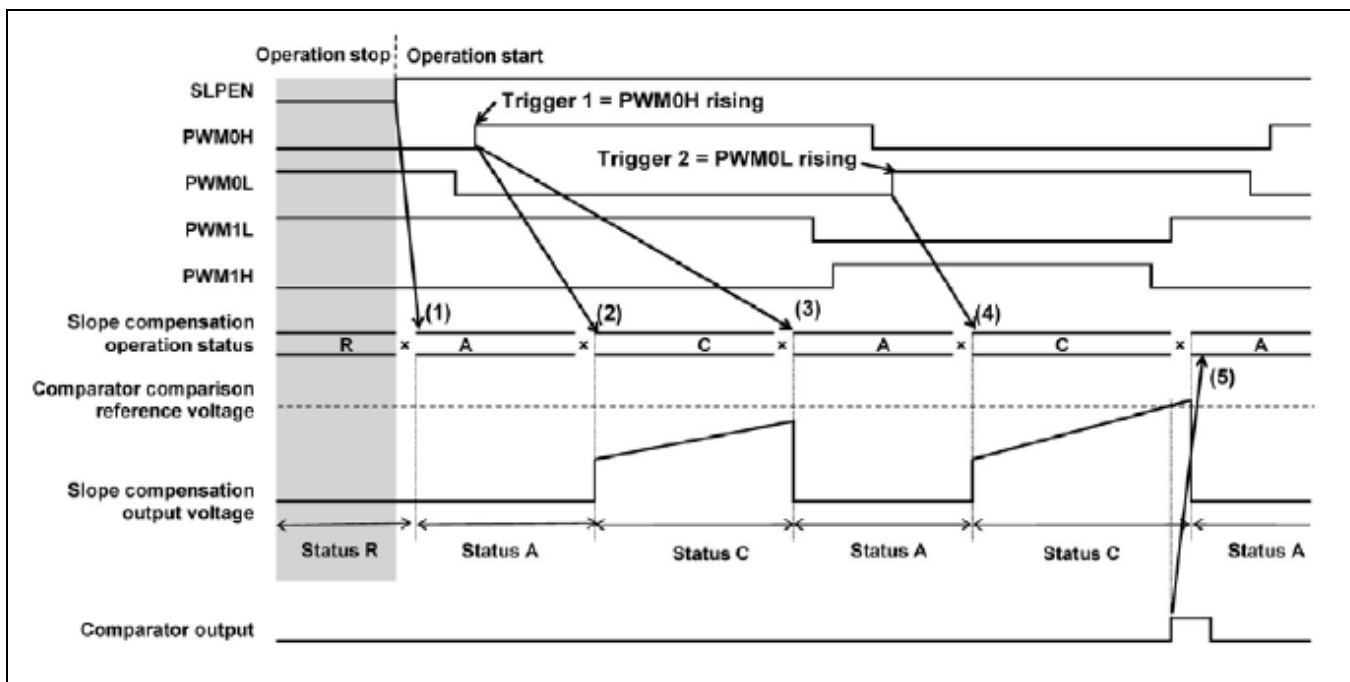 Operation stop
Operation start
SLPEN
Trigger 1 = PWM0H rising
PWM0H
Trigger 2 = PWM0L rising
PWM0L
PWM1L
PWM1H
(1)
(2)
(3)
(4)
Slope compensation
operation status
R × A × C × A × C × A
(5)
Comparator comparison
reference voltage
Slope compensation
output voltage
Status R
Status A
Status C
Status A
Status C
Status A
Comparator output